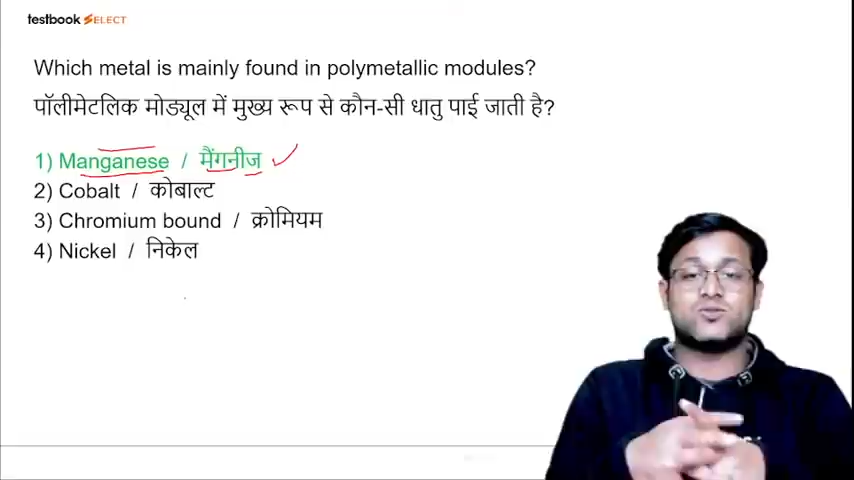 testbook SELECT
Which metal is mainly found in polymetallic modules?
पॉलीमेटलिक मोड्यूल में मुख्य रूप से कौन-सी धातु पाई जाती है?
1) Manganese / मैंगनीज
2) Cobalt / कोबाल्ट
3) Chromium bound / क्रोमियम
4) Nickel / निकेल